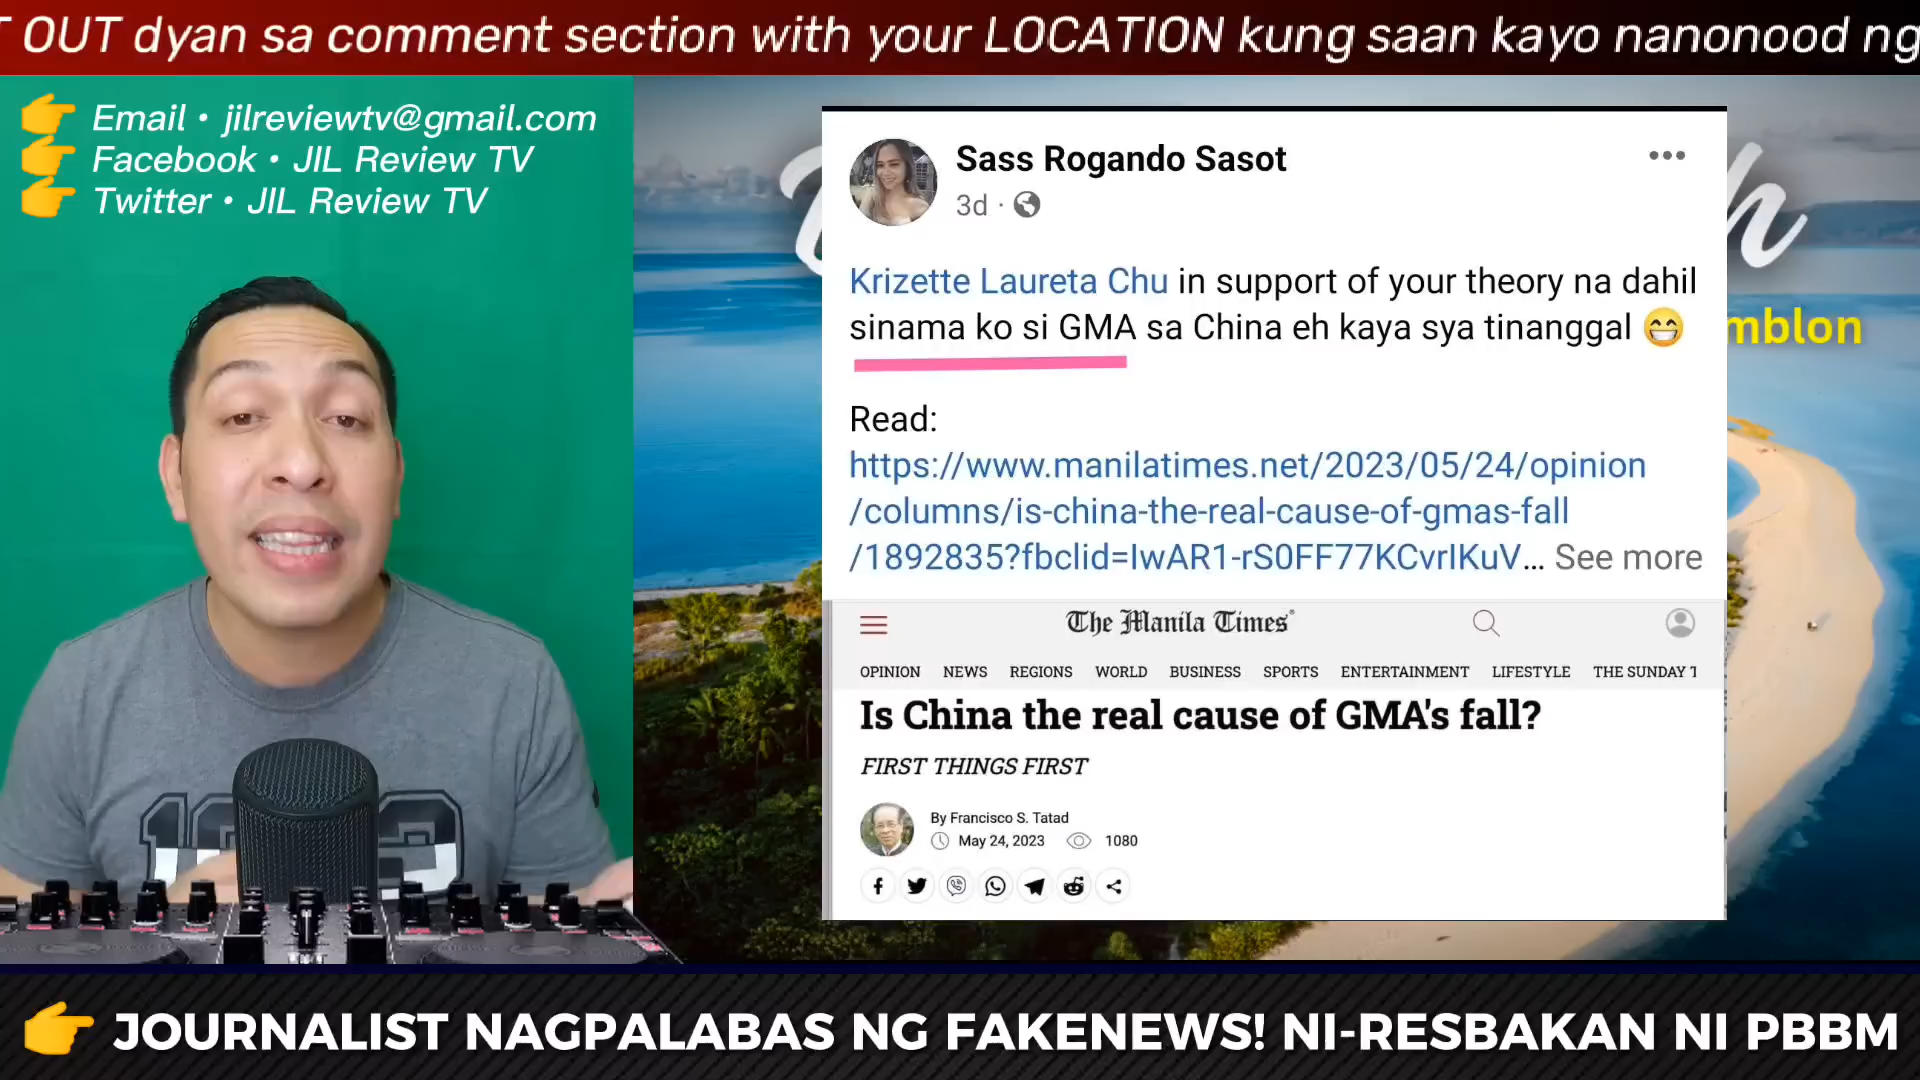 OUT dyan sa comment section with your LOCATION kung saan kayo nanonood ng
Email • jilreviewtv@gmail.com
Facebook • JIL Review TV
Twitter • JIL Review TV
Sass Rogando Sasot
3d ·
Krizette Laureta Chu in support of your theory na dahil
sinama ko si GMA sa China eh kaya sya tinanggal
Read:
https://www.manilatimes.net/2023/05/24/opinion
/columns/is-china-the-real-cause-of-gmas-fall
/1892835?fbclid=IwAR1-rS0FF77KCvrIKuV... See more
mblon
The Manila Times
OPINION NEWS REGIONS WORLD BUSINESS SPORTS ENTERTAINMENT LIFESTYLE THE SUNDAY T
Is China the real cause of GMA's fall?
FIRST THINGS FIRST
By Francisco S. Tatad
May 24, 2023 1080
JOURNALIST NAGPALABAS NG FAKENEWS! NI-RESBAKAN NI PBBM